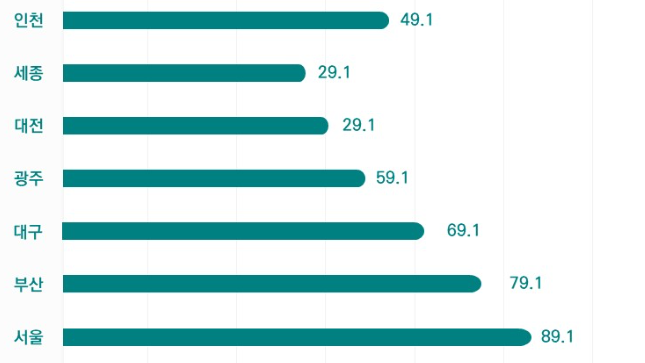 인천 49.1
세종 29.1
대전 29.1
광주 59.1
대구 69.1
부산 79.1
서울 89.1